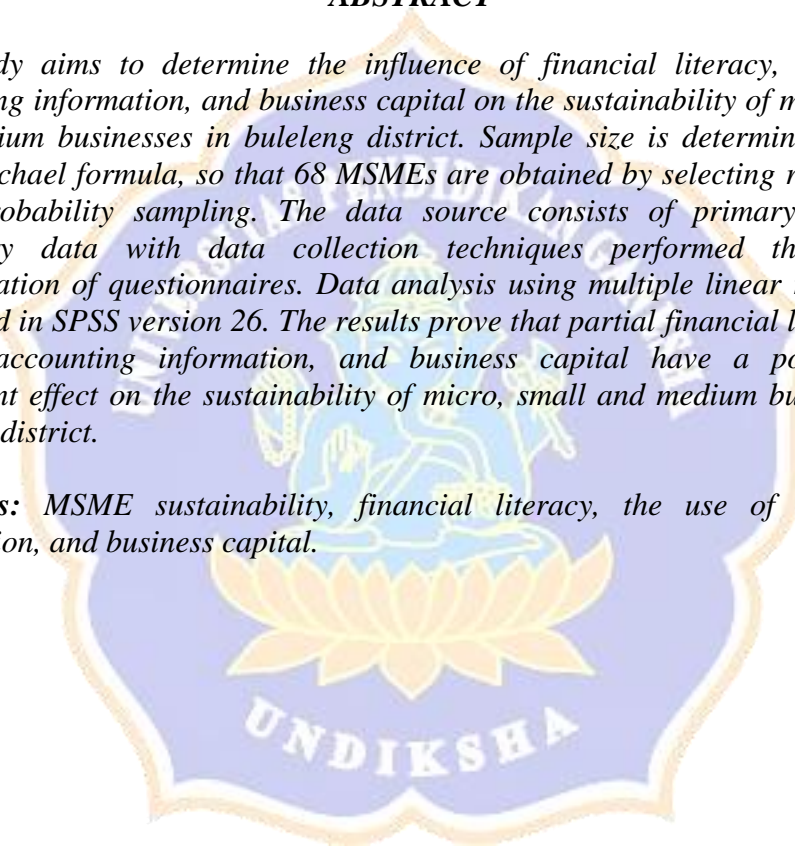 ABSTRACT
dy aims to determine the influence of financial literacy,
ng information, and business capital on the sustainability of m
ium businesses in buleleng district. Sample size is determin
chael formula, so that 68 MSMEs are obtained by selecting
robability sampling. The data source consists of primary
y data with data collection techniques performed th
ation of questionnaires. Data analysis using multiple linear
d in SPSS version 26. The results prove that partial financial l
accounting information, and business capital have a po
nt effect on the sustainability of micro, small and medium bu
district.
s: MSME sustainability, financial literacy, the use of
ion, and business capital.
UNIVERSITAS PENDIDIKAN GANESHA
UNDIKSHA